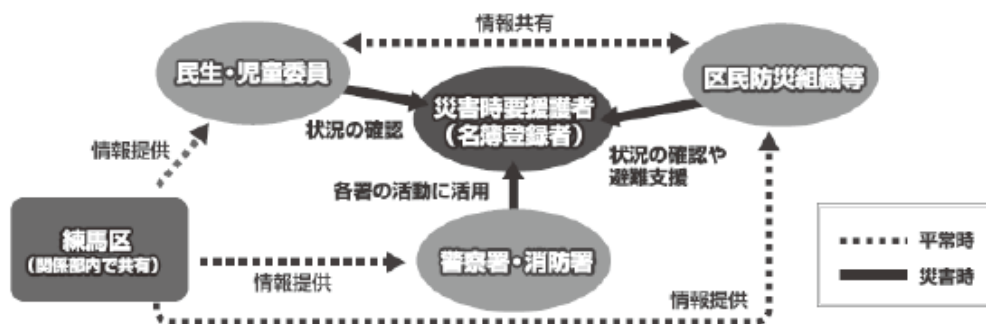 情報共有
民生・児童委員
区民防災組織等
災害時要援護者
(名簿登録者)
状況の確認
情報提供
状況の確認や
避難支援
各署の活動に活用
練馬区
(関係部内で共有)
警察署・消防署
情報提供
情報提供
平常時
災害時